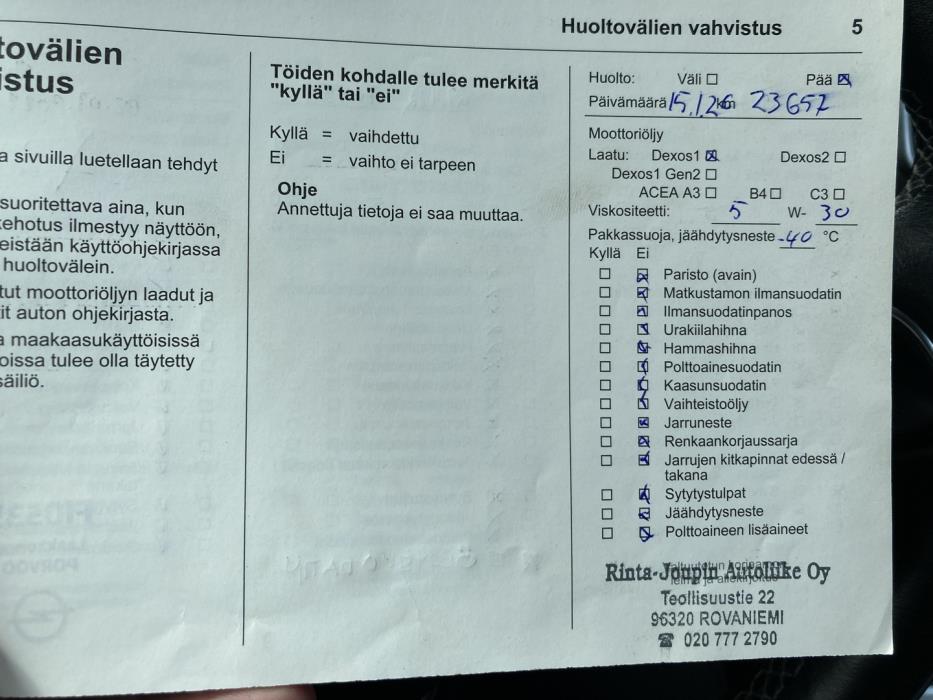 Huoltovälien vahvistus 5
tovälien
istus
a sivuilla luetellaan tehdyt
suoritettava aina, kun
kehotus ilmestyy näyttöön,
eistään käyttöohjekirjassa
huoltovälein.
tut moottoriöljyn laadut ja
it auton ohjekirjasta.
a maakaasukäyttöisissä
oissa tulee olla täytetty
säiliö.
Töiden kohdalle tulee merkitä
"kyllä" tai "ei"
Kyllä = vaihdettu
Ei = vaihto ei tarpeen
Ohje
Annettuja tietoja ei saa muuttaa.
Huolto: Väli ☐ Pää ☒
Päivämäärä 15.1.26 km 23657
Moottoriöljy
Laatu: Dexos1 ☒ Dexos2 ☐
Dexos1 Gen2 ☐
ACEA A3 ☐ B4 ☐ C3 ☐
Viskositeetti: 5 W- 30
Pakkassuoja, jäähdytysneste -40 °C
Kyllä Ei
☐ ☒ Paristo (avain)
☐ ☒ Matkustamon ilmansuodatin
☐ ☒ Ilmansuodatinpanos
☐ ☒ Urakiilahihna
☐ ☒ Hammashihna
☐ ☒ Polttoainesuodatin
☐ ☒ Kaasunsuodatin
☐ ☒ Vaihteistoöljy
☐ ☒ Jarruneste
☐ ☒ Renkaankorjaussarja
☐ ☒ Jarrujen kitkapinnat edessä /
takana
☐ ☒ Sytytystulpat
☐ ☒ Jäähdytysneste
☐ ☒ Polttoaineen lisäaineet
Rinta-Joupin Autoliike Oy
Teollisuustie 22
96320 ROVANIEMI
☎ 020 777 2790